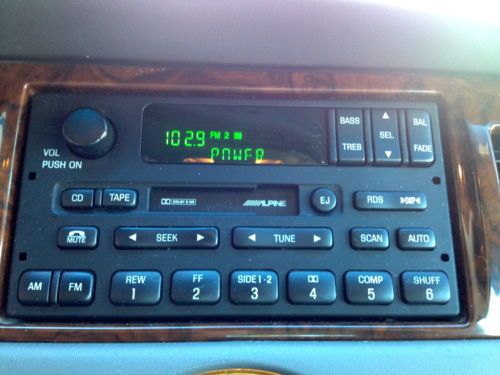 102.9 FM 2
POWER
VOL
PUSH ON
BASS SEL BAL
TREB FADE
CD TAPE DOLBY B NR ALPINE EJ RDS DISP
MUTE SEEK TUNE SCAN AUTO
AM FM REW FF SIDE 1·2 COMP SHUFF
1 2 3 4 5 6